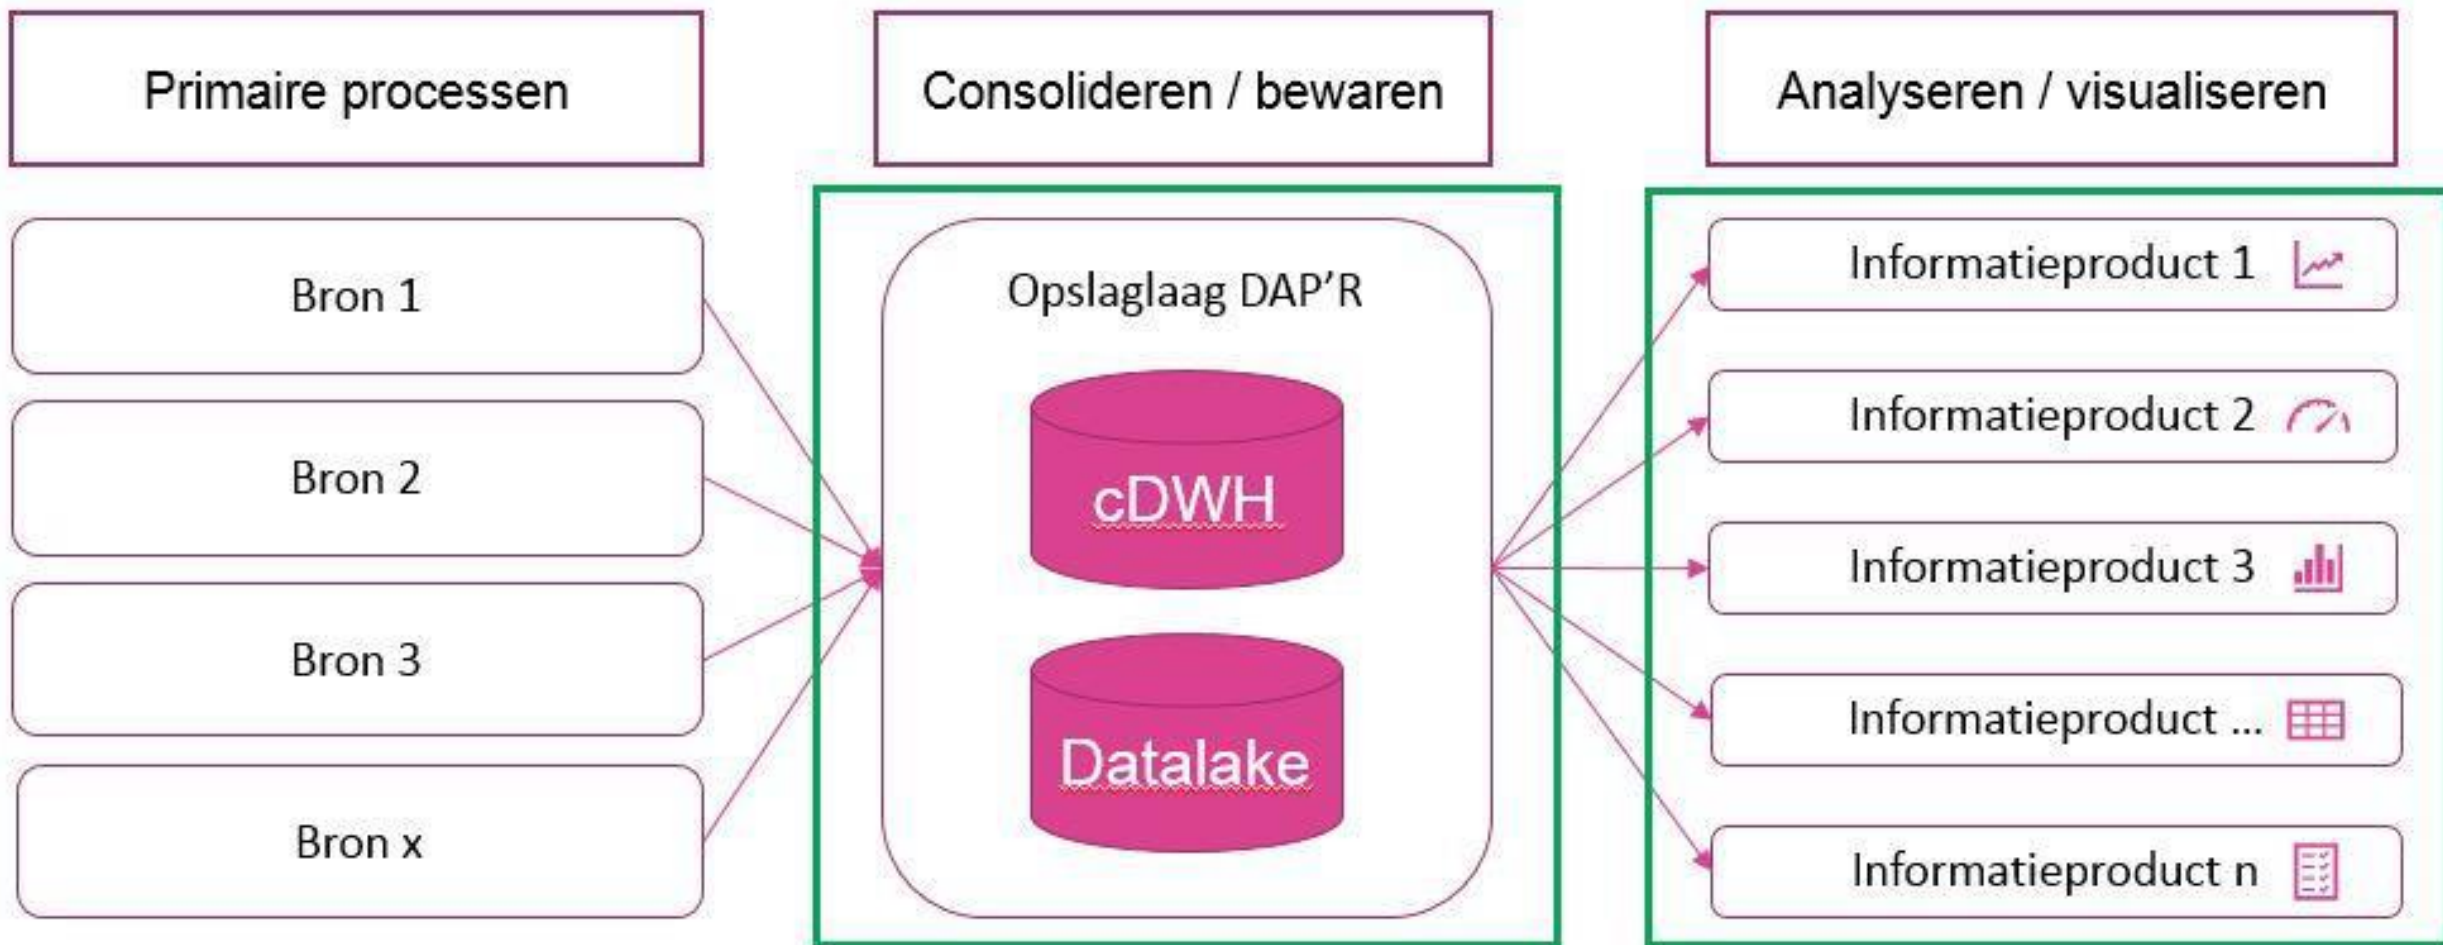 Primaire processen
Consolideren / bewaren
Analyseren / visualiseren
Bron 1
Bron 2
Bron 3
Bron x
Opslaglaag DAP’R
cDWH
Datalake
Informatieproduct 1
Informatieproduct 2
Informatieproduct 3
Informatieproduct ...
Informatieproduct n